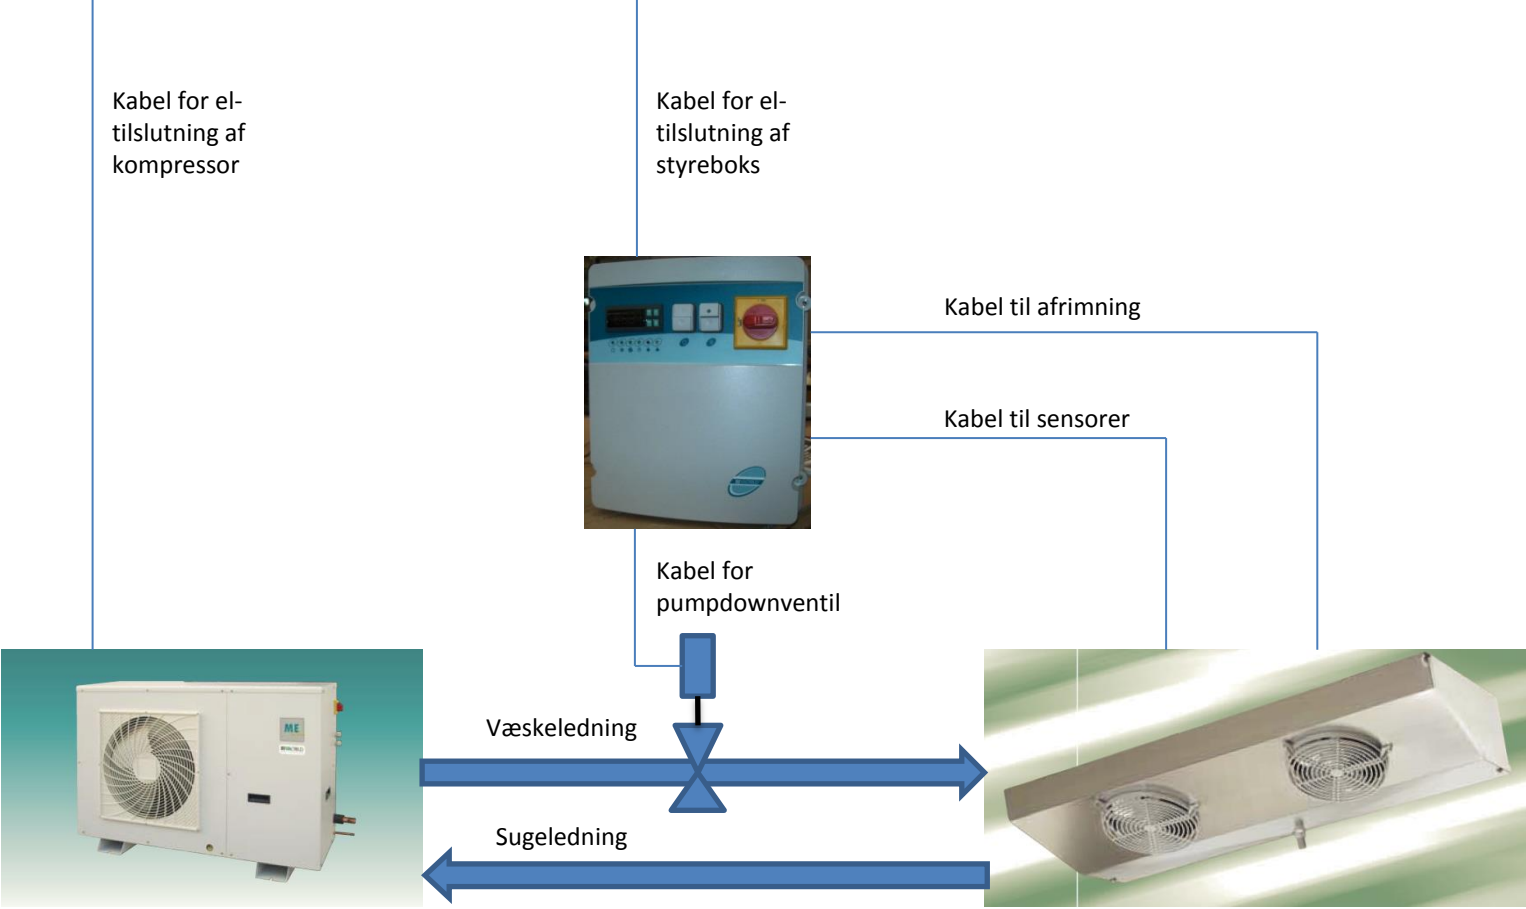 Kabel for el-
tilslutning af
kompressor
Kabel for el-
tilslutning af
styreboks
Kabel til afrimning
Kabel til sensorer
Kabel for
pumpdownventil
Væskeledning
Sugeledning
ME